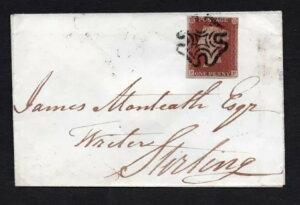 POSTAGE
ONE PENNY
James Monteath Esqr
Writer
Stirling